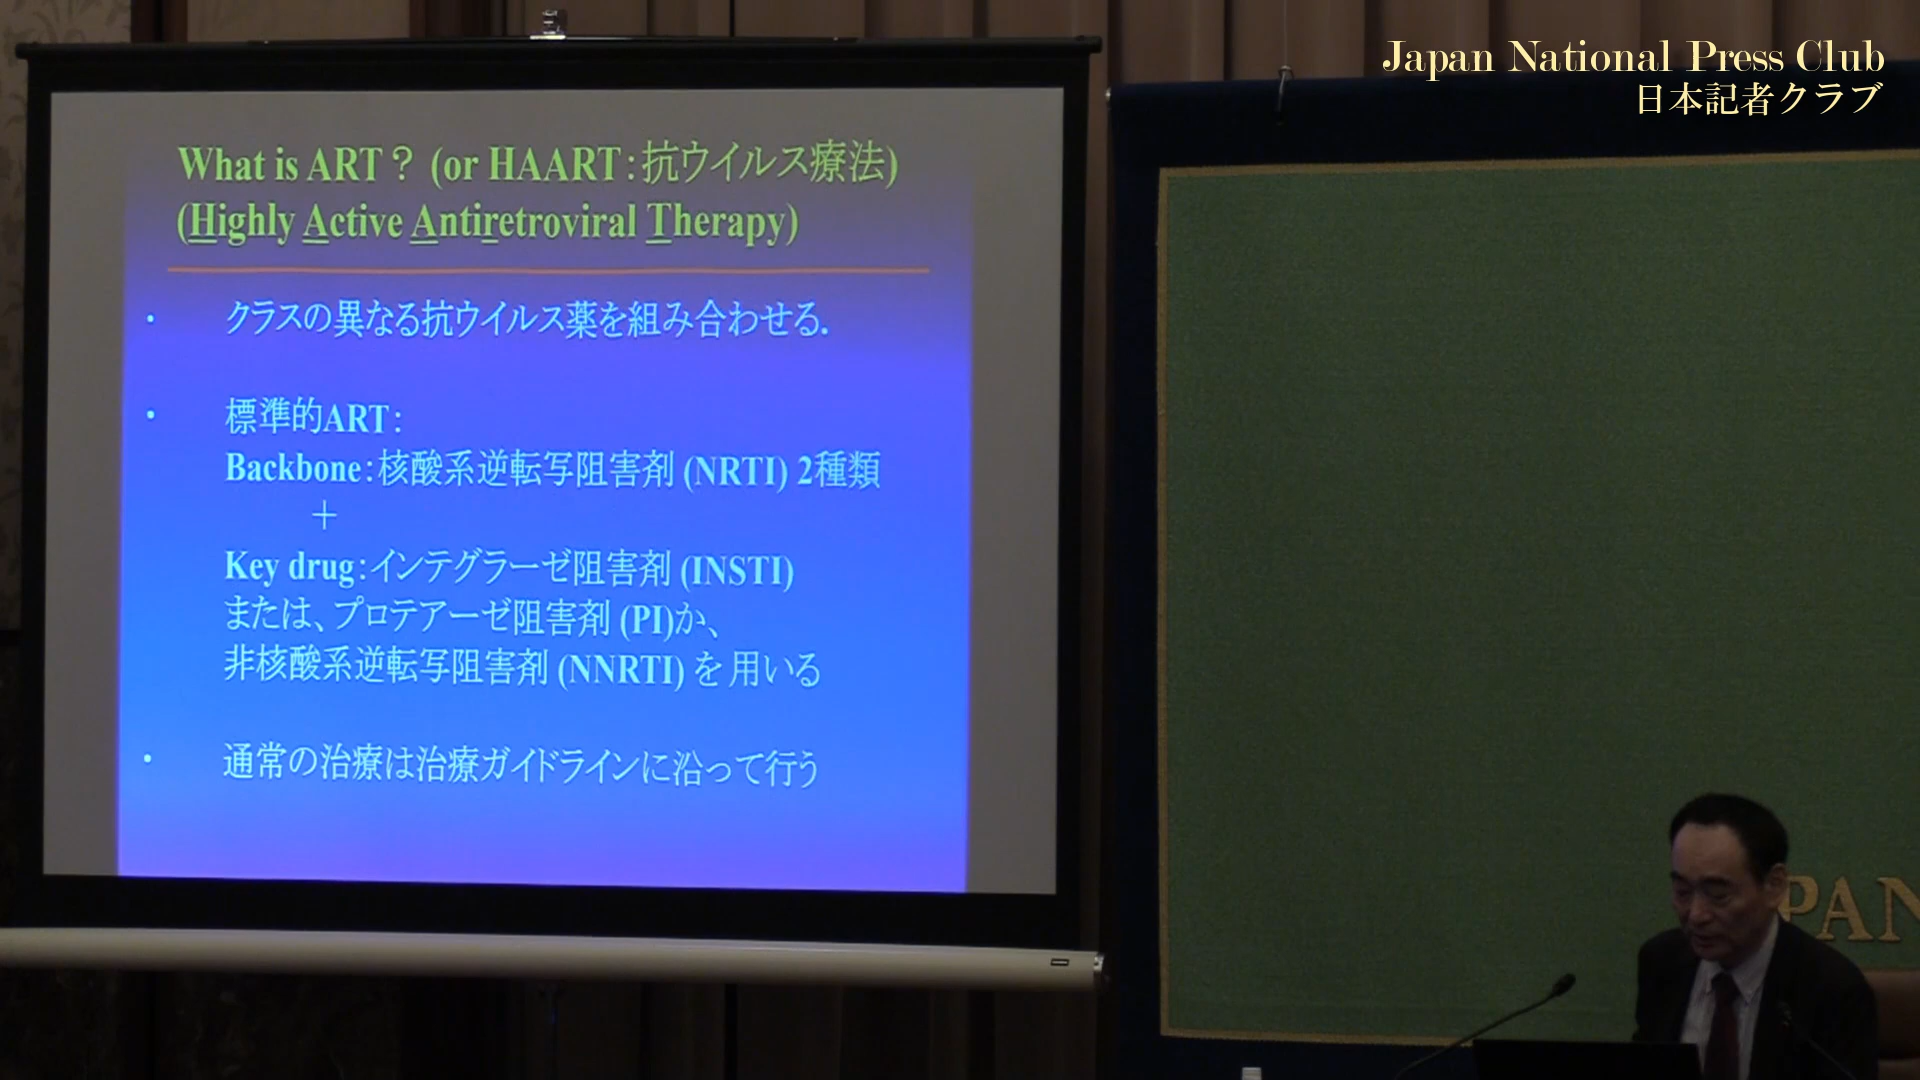 Japan National Press Club
日本記者クラブ
What is ART？ (or HAART：抗ウイルス療法)
(Highly Active Antiretroviral Therapy)
・ クラスの異なる抗ウイルス薬を組み合わせる.
・ 標準的ART：
Backbone：核酸系逆転写阻害剤 (NRTI) 2種類
＋
Key drug：インテグラーゼ阻害剤 (INSTI)
または、プロテアーゼ阻害剤 (PI)か、
非核酸系逆転写阻害剤 (NNRTI) を 用いる
・ 通常の治療は治療ガイドラインに沿って行う
PAN